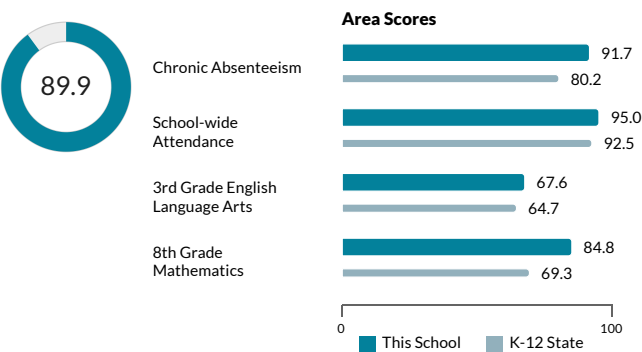 Area Scores
89.9
Chronic Absenteeism
91.7
80.2
School-wide
Attendance
95.0
92.5
3rd Grade English
Language Arts
67.6
64.7
8th Grade
Mathematics
84.8
69.3
0
100
This School
K-12 State